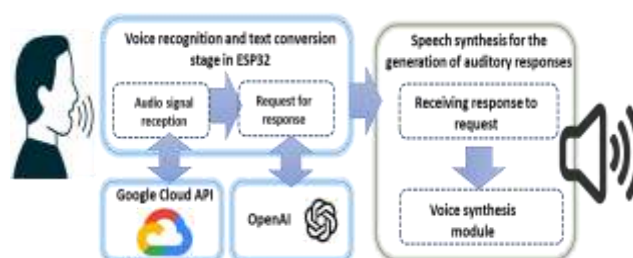 Voice recognition and text conversion
stage in ESP32
Audio signal
reception
Request for
response
Google Cloud API
OpenAI
Speech synthesis for the
generation of auditory responses
Receiving response to
request
Voice synthesis
module